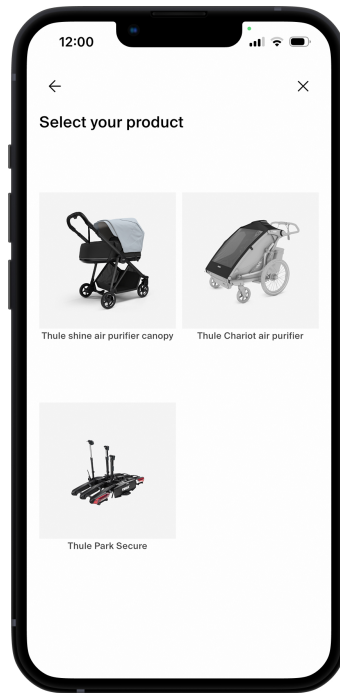 12:00
Select your product
Thule shine air purifier canopy
Thule Chariot air purifier
Thule Park Secure